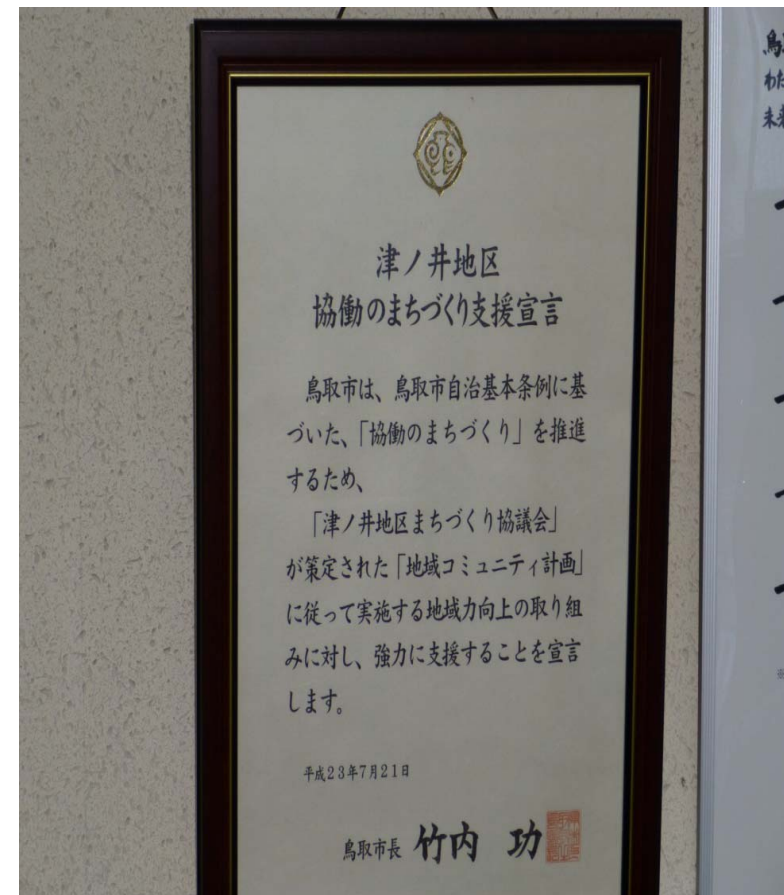 津ノ井地区
協働のまちづくり支援宣言
鳥取市は、鳥取市自治基本条例に基
づいた、「協働のまちづくり」を推進
するため、
「津ノ井地区まちづくり協議会」
が策定された「地域コミュニティ計画」
に従って実施する地域力向上の取り組
みに対し、強力に支援することを宣言
します。
平成23年7月21日
鳥取市長 竹内 功
鳥
わた
未来